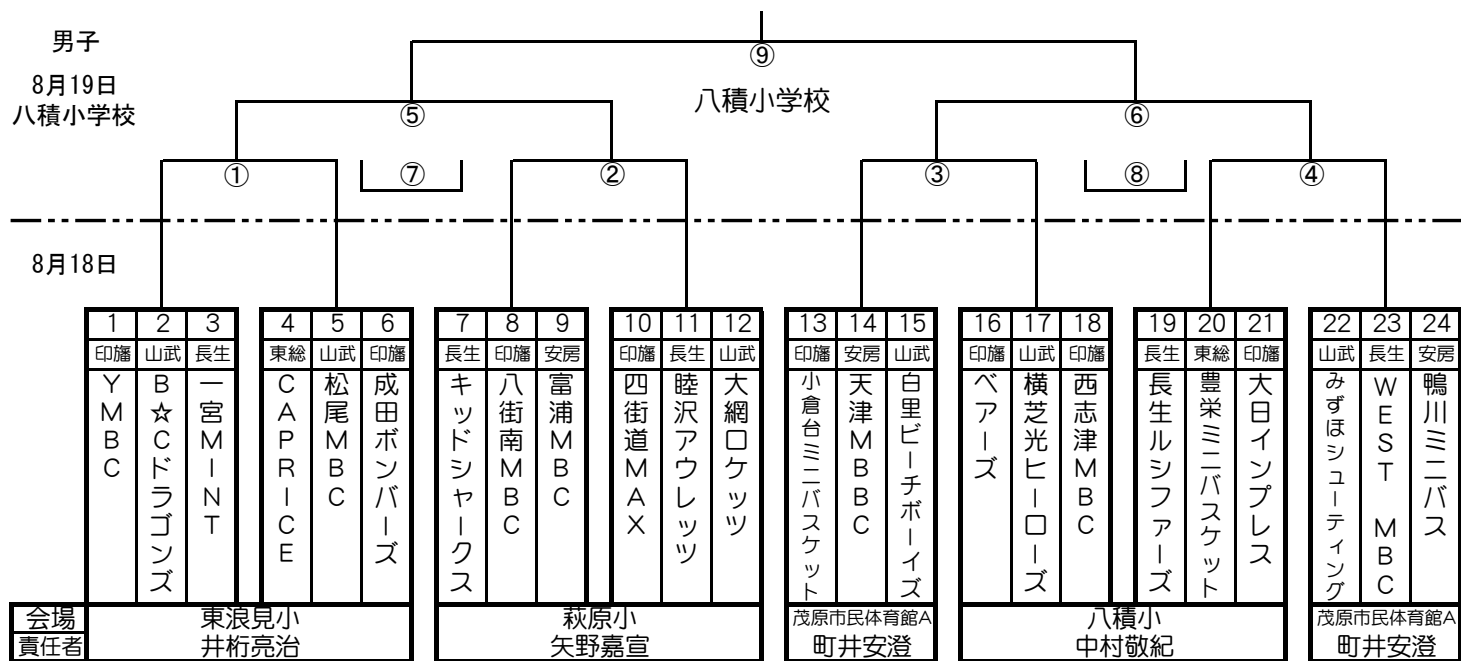 男子
8月19日
八積小学校
⑨
八積小学校
⑤
⑥
①
⑦
②
③
⑧
④
8月18日
1 2 3 4 5 6 7 8 9 10 11 12 13 14 15 16 17 18 19 20 21 22 23 24
印旛 山武 長生 東総 山武 印旛 長生 印旛 安房 印旛 長生 山武 印旛 安房 山武 印旛 山武 印旛 長生 東総 印旛 山武 長生 安房
YMBC
B☆Cドラゴンズ
一宮MINT
CAPRICE
松尾MBC
成田ボンバーズ
キッドシャークス
八街南MBC
富浦MBC
四街道MAX
睦沢アウレッツ
大網ロケッツ
小倉台ミニバスケット
天津MBBC
白里ビーチボーイズ
ベアーズ
横芝光ヒーローズ
西志津MBC
長生ルシファーズ
豊栄ミニバスケット
大日インプレス
みずほシューティング
WEST MBC
鴨川ミニバス
会場 東浪見小 萩原小 茂原市民体育館A 八積小 茂原市民体育館A
責任者 井桁亮治 矢野嘉宣 町井安澄 中村敬紀 町井安澄